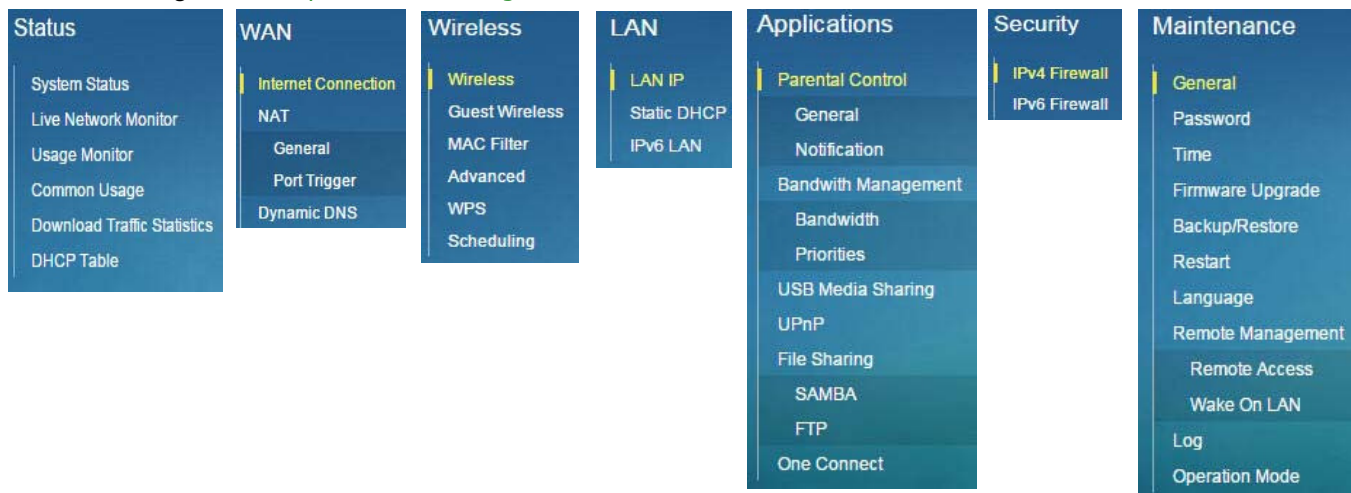 Status
System Status
Live Network Monitor
Usage Monitor
Common Usage
Download Traffic Statistics
DHCP Table
WAN
Internet Connection
NAT
General
Port Trigger
Dynamic DNS
Wireless
Wireless
Guest Wireless
MAC Filter
Advanced
WPS
Scheduling
LAN
LAN IP
Static DHCP
IPv6 LAN
Applications
Parental Control
General
Notification
Bandwith Management
Bandwidth
Priorities
USB Media Sharing
UPnP
File Sharing
SAMBA
FTP
One Connect
Security
IPv4 Firewall
IPv6 Firewall
Maintenance
General
Password
Time
Firmware Upgrade
Backup/Restore
Restart
Language
Remote Management
Remote Access
Wake On LAN
Log
Operation Mode